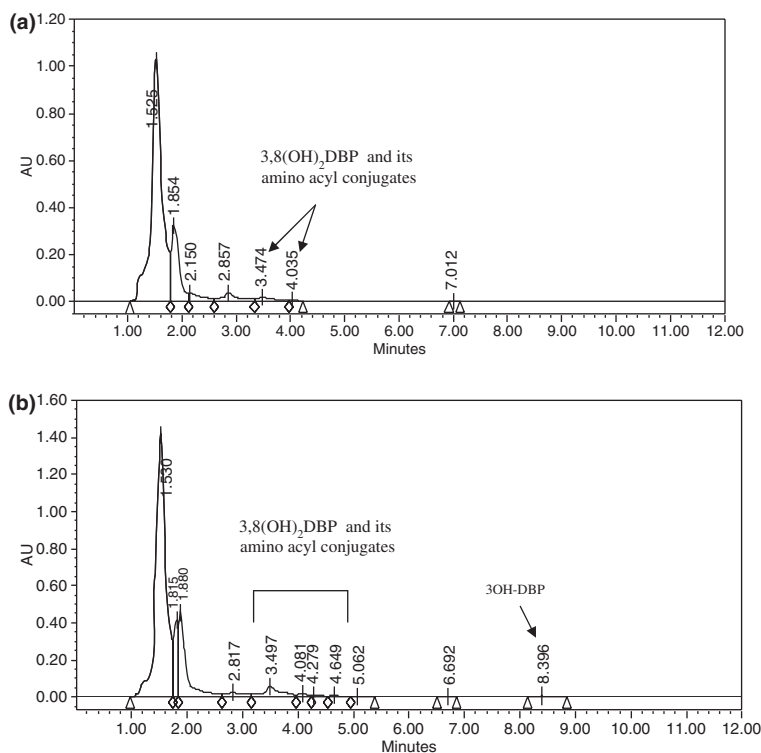 (a)
1.20
1.00
0.80
0.60
0.40
0.20
0.00
AU
1.525
1.854
2.150
2.857
3.474
4.035
7.012
3,8(OH)₂DBP and its
amino acyl conjugates
1.00 2.00 3.00 4.00 5.00 6.00 7.00 8.00 9.00 10.00 11.00 12.00
Minutes
(b)
1.60
1.40
1.20
1.00
0.80
0.60
0.40
0.20
0.00
AU
1.530
1.815
1.880
2.817
3.497
4.081
4.279
4.649
5.062
6.692
8.396
3,8(OH)₂DBP and its
amino acyl conjugates
3OH-DBP
1.00 2.00 3.00 4.00 5.00 6.00 7.00 8.00 9.00 10.00 11.00 12.00
Minutes